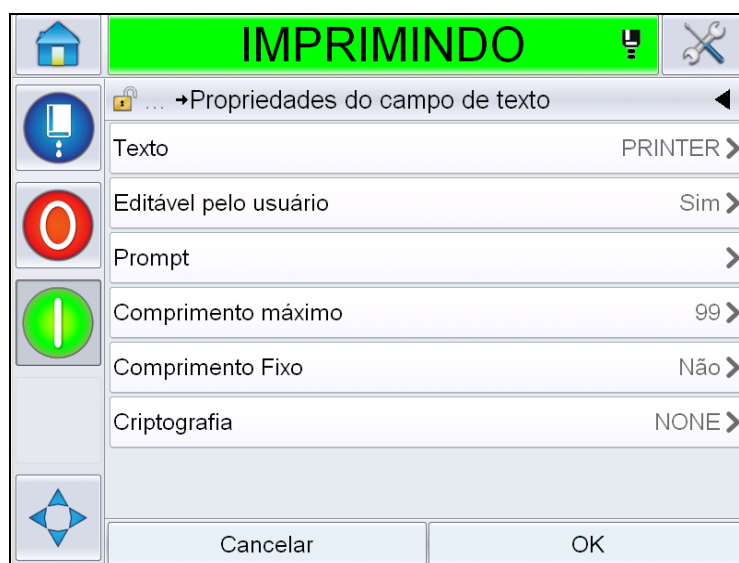 IMPRIMINDO
... →Propriedades do campo de texto
Texto PRINTER
Editável pelo usuário Sim
Prompt
Comprimento máximo 99
Comprimento Fixo Não
Criptografia NONE
Cancelar OK